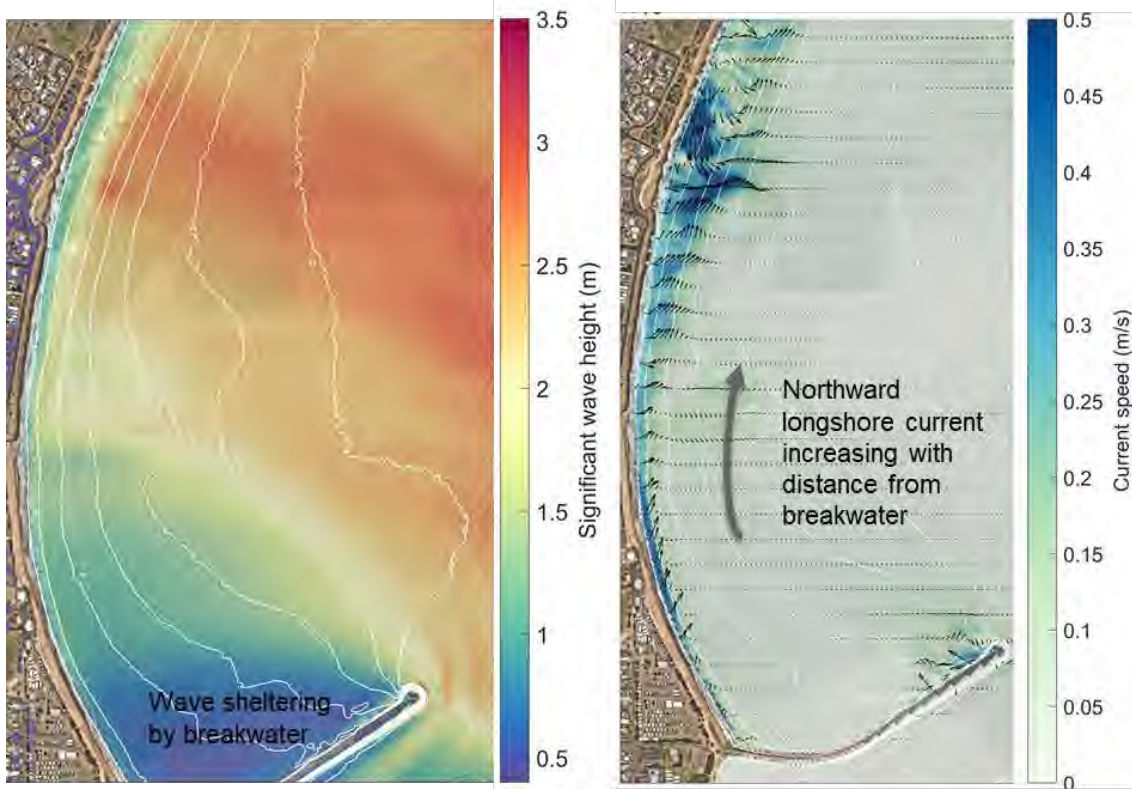 3.5
3
2.5
2
1.5
1
0.5
Significant wave height (m)
Wave sheltering
by breakwater
0.5
0.45
0.4
0.35
0.3
0.25
0.2
0.15
0.1
0.05
0
Current speed (m/s)
Northward
longshore current
increasing with
distance from
breakwater